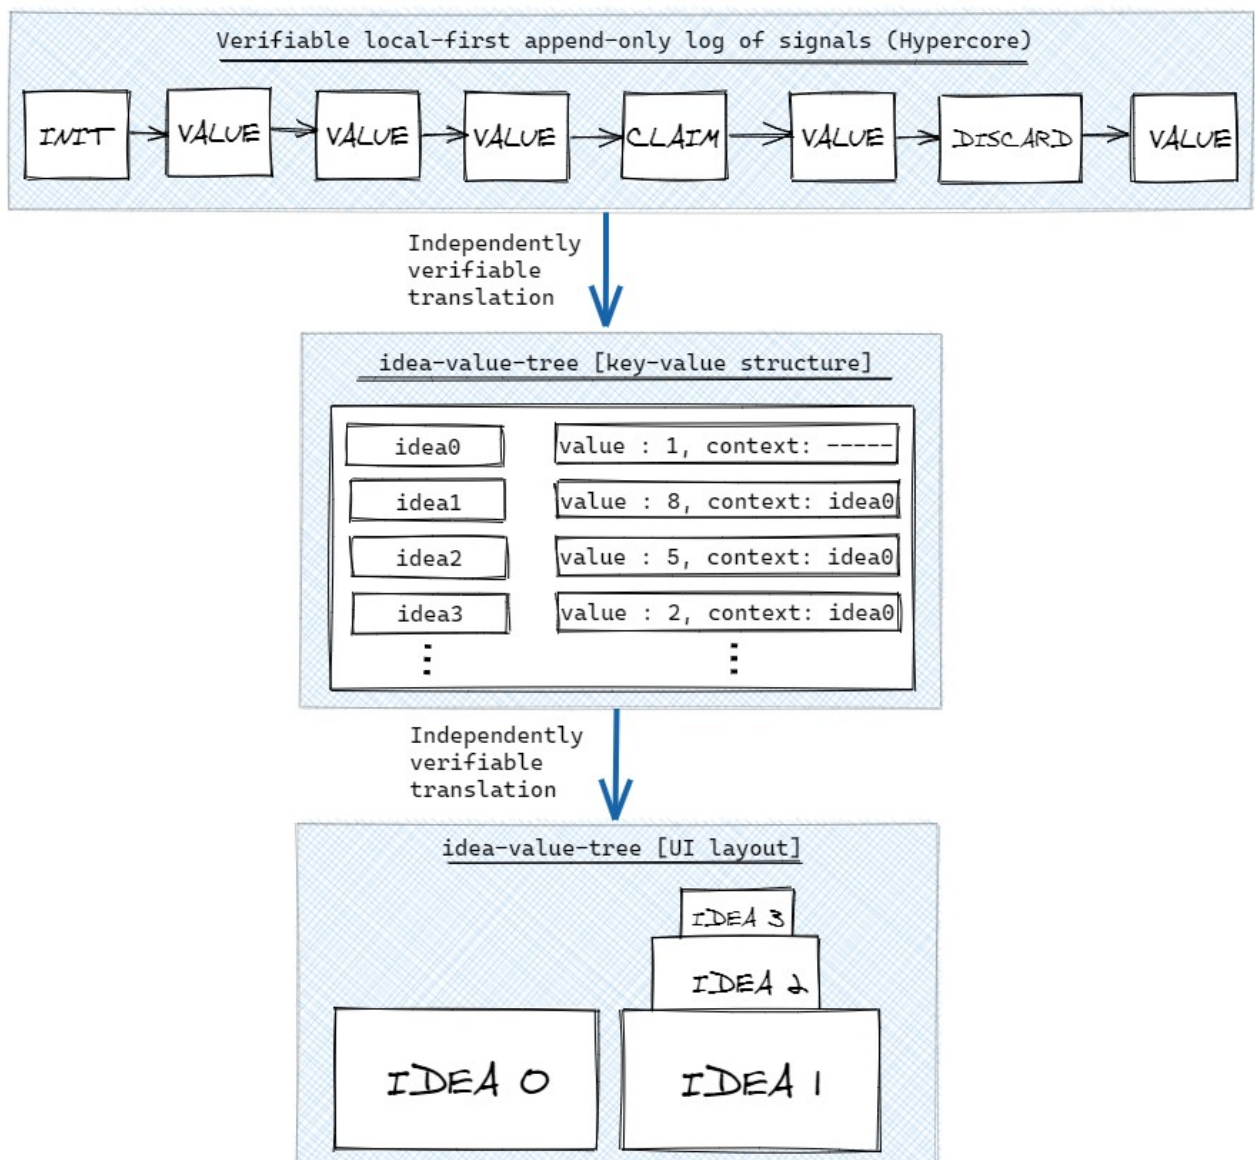 Verifiable local-first append-only log of signals (Hypercore)
INIT VALUE VALUE VALUE CLAIM VALUE DISCARD VALUE
Independently
verifiable
translation
idea-value-tree [key-value structure]
idea0 value : 1, context: -----
idea1 value : 8, context: idea0
idea2 value : 5, context: idea0
idea3 value : 2, context: idea0
Independently
verifiable
translation
idea-value-tree [UI layout]
IDEA 3
IDEA 2
IDEA 0 IDEA 1